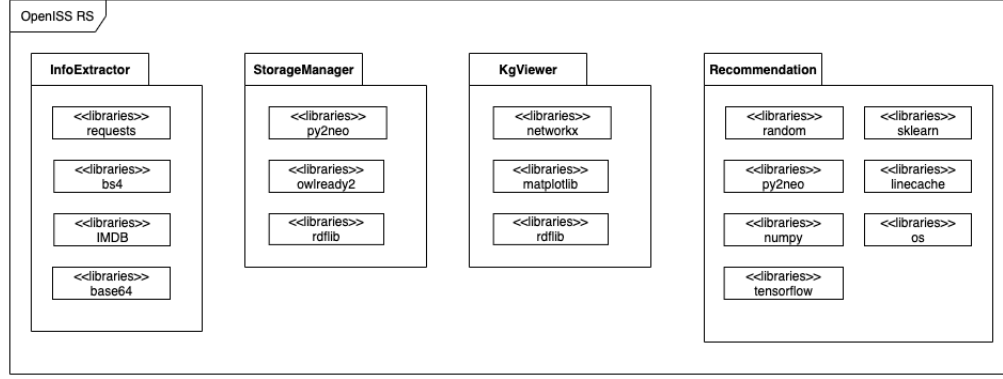 OpenISS RS
InfoExtractor
<<libraries>>
requests
<<libraries>>
bs4
<<libraries>>
IMDB
<<libraries>>
base64
StorageManager
<<libraries>>
py2neo
<<libraries>>
owlready2
<<libraries>>
rdflib
KgViewer
<<libraries>>
networkx
<<libraries>>
matplotlib
<<libraries>>
rdflib
Recommendation
<<libraries>>
random
<<libraries>>
sklearn
<<libraries>>
py2neo
<<libraries>>
linecache
<<libraries>>
numpy
<<libraries>>
os
<<libraries>>
tensorflow